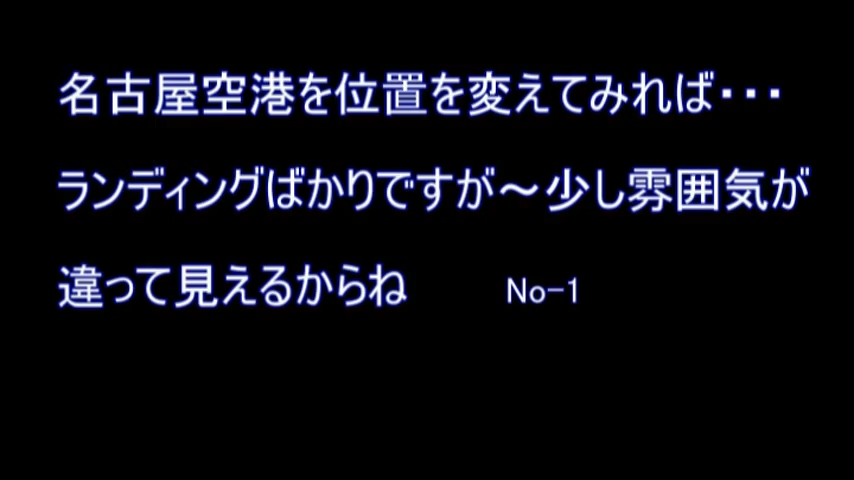 名古屋空港を位置を変えてみれば・・・
ランディングばかりですが～少し雰囲気が
違って見えるからね No-1